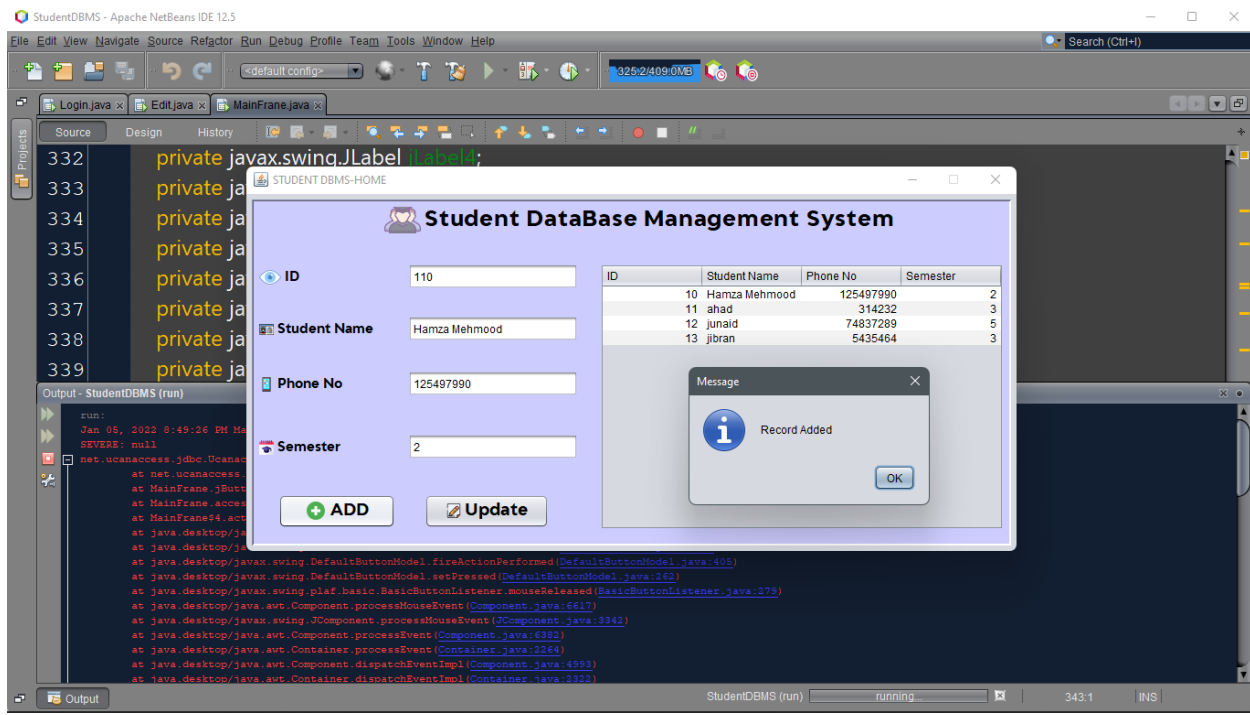 StudentDBMS - Apache NetBeans IDE 12.5
File Edit View Navigate Source Refactor Run Debug Profile Team Tools Window Help
Search (Ctrl+I)
<default config>
325.2/409.0MB
Login.java
Edit.java
MainFrane.java
Projects
Source Design History
332 private javax.swing.JLabel jLabel4;
333 private ja
334 private ja
335 private ja
336 private ja
337 private ja
338 private ja
339 private ja
STUDENT DBMS-HOME
Student DataBase Management System
ID 110
Student Name Hamza Mehmood
Phone No 125497990
Semester 2
ADD Update
ID Student Name Phone No Semester
10 Hamza Mehmood 125497990 2
11 ahad 314232 3
12 junaid 74837289 5
13 jibran 5435464 3
Message
Record Added
OK
Output - StudentDBMS (run)
run:
Jan 05, 2022 8:49:26 PM Ma
SEVERE: null
net.ucanaccess.jdbc.Ucanac
at net.ucanaccess.
at MainFrane.jButt
at MainFrane.acces
at MainFrane$4.act
at java.desktop/ja
at java.desktop/ja
at java.desktop/javax.swing.DefaultButtonModel.fireActionPerformed(DefaultButtonModel.java:405)
at java.desktop/javax.swing.DefaultButtonModel.setPressed(DefaultButtonModel.java:262)
at java.desktop/javax.swing.plaf.basic.BasicButtonListener.mouseReleased(BasicButtonListener.java:279)
at java.desktop/java.awt.Component.processMouseEvent(Component.java:6617)
at java.desktop/javax.swing.JComponent.processMouseEvent(JComponent.java:3342)
at java.desktop/java.awt.Component.processEvent(Component.java:6382)
at java.desktop/java.awt.Container.processEvent(Container.java:2264)
at java.desktop/java.awt.Component.dispatchEventImpl(Component.java:4993)
at java.desktop/java.awt.Container.dispatchEventImpl(Container.java:2322)
Output
StudentDBMS (run) running... 343:1 INS